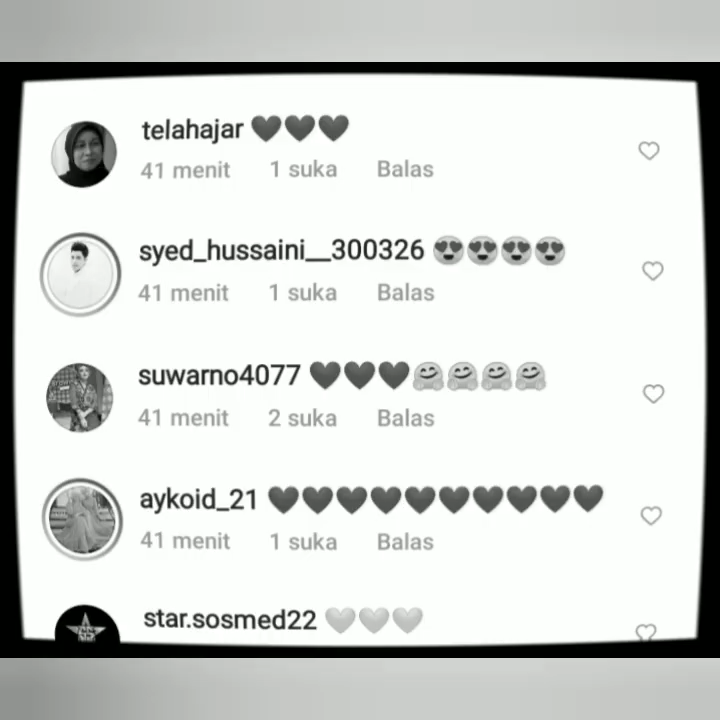 telahajar 🖤🖤🖤
41 menit 1 suka Balas
syed_hussaini__300326 😍😍😍😍
41 menit 1 suka Balas
suwarno4077 🖤🖤🖤🤗🤗🤗🤗
41 menit 2 suka Balas
aykoid_21 🖤🖤🖤🖤🖤🖤🖤🖤🖤🖤
41 menit 1 suka Balas
star.sosmed22 🤍🤍🤍